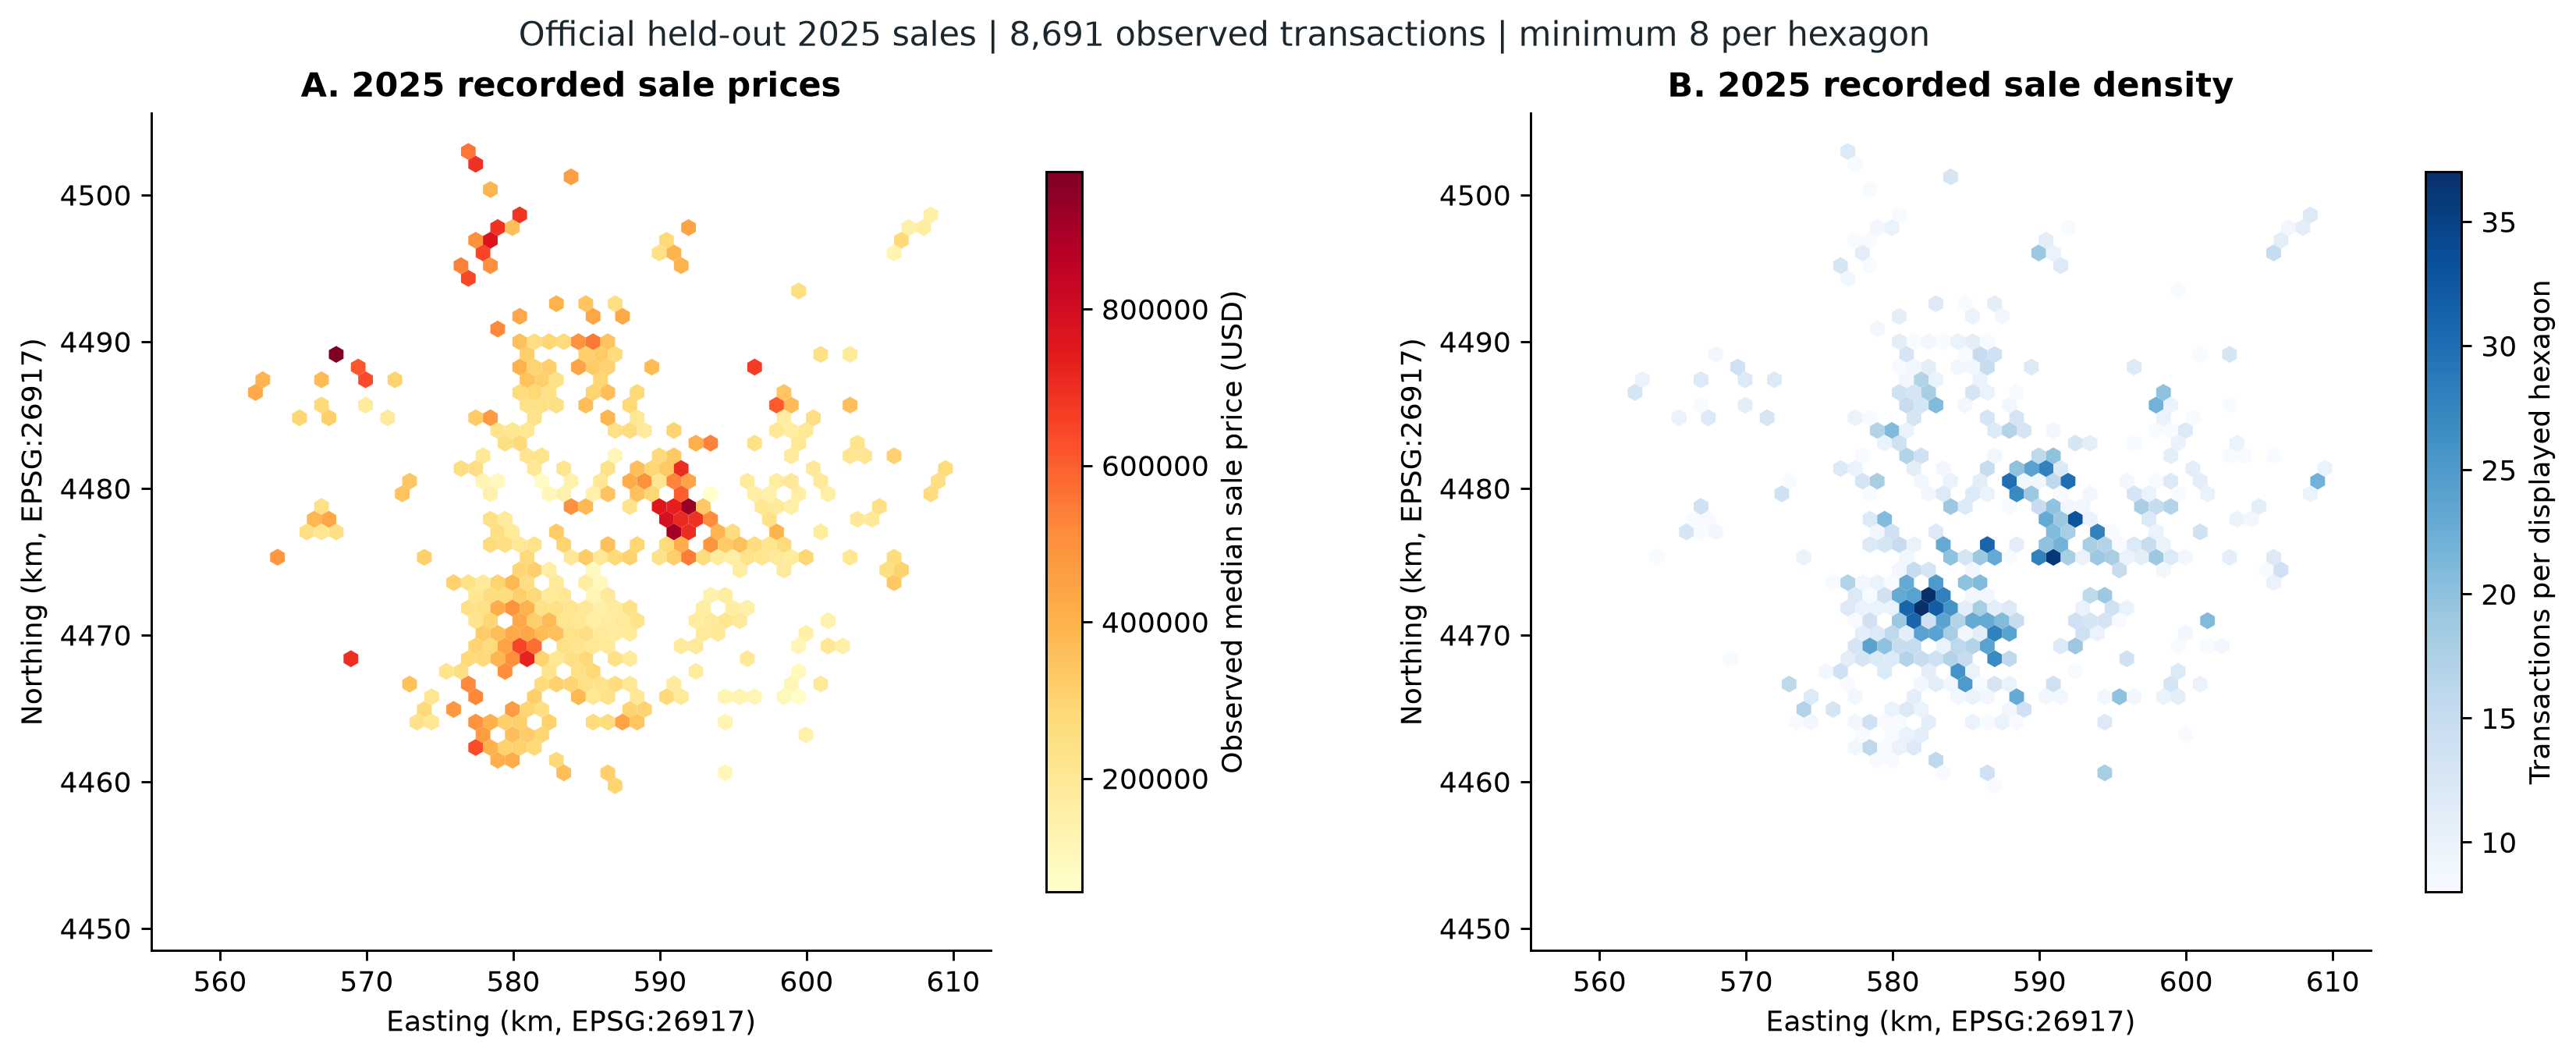 Official held-out 2025 sales | 8,691 observed transactions | minimum 8 per hexagon
A. 2025 recorded sale prices
4500
4490
4480
4470
4460
4450
Northing (km, EPSG:26917)
560 570 580 590 600 610
Easting (km, EPSG:26917)
800000
600000
400000
200000
Observed median sale price (USD)
B. 2025 recorded sale density
4500
4490
4480
4470
4460
4450
Northing (km, EPSG:26917)
560 570 580 590 600 610
Easting (km, EPSG:26917)
35
30
25
20
15
10
Transactions per displayed hexagon